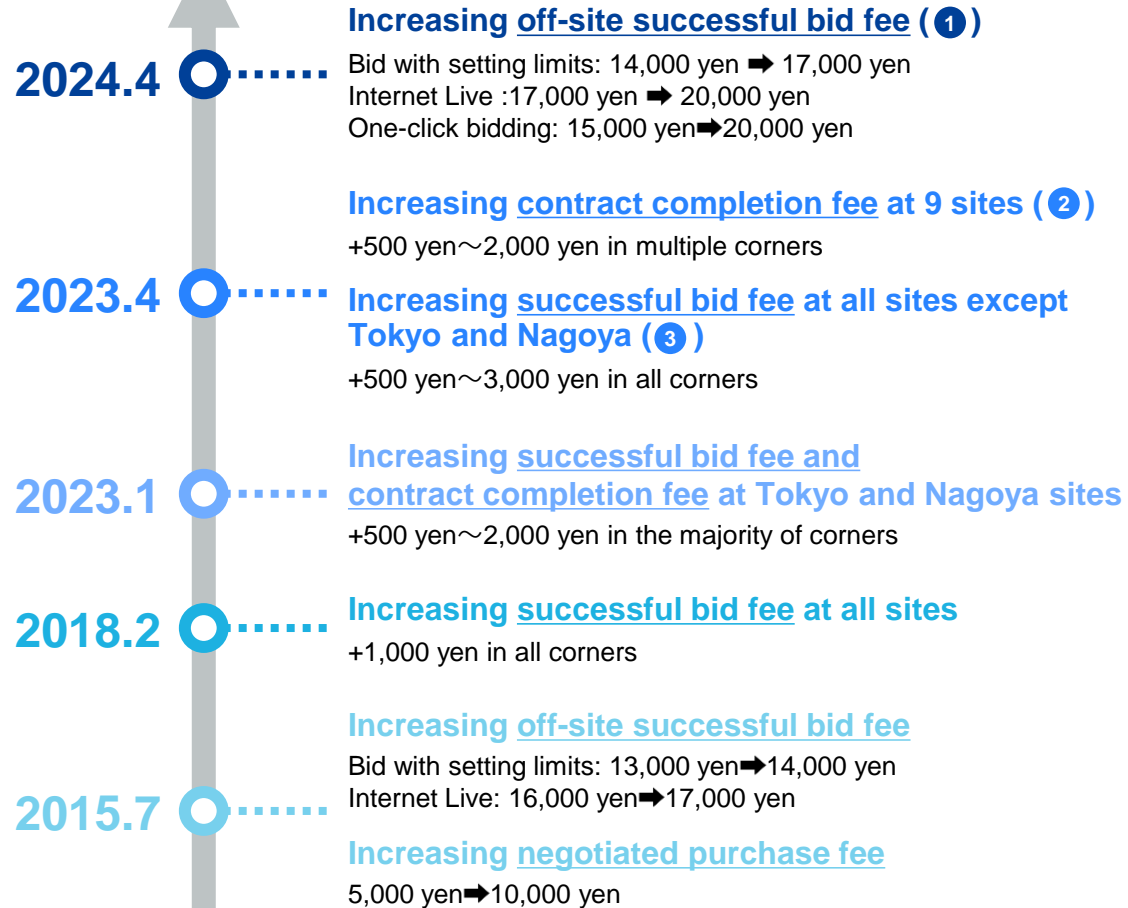 Increasing off-site successful bid fee (❶)
2024.4
Bid with setting limits: 14,000 yen ➡ 17,000 yen
Internet Live :17,000 yen ➡ 20,000 yen
One-click bidding: 15,000 yen➡20,000 yen
Increasing contract completion fee at 9 sites (❷)
+500 yen～2,000 yen in multiple corners
2023.4
Increasing successful bid fee at all sites except
Tokyo and Nagoya (❸)
+500 yen～3,000 yen in all corners
Increasing successful bid fee and
2023.1
contract completion fee at Tokyo and Nagoya sites
+500 yen～2,000 yen in the majority of corners
2018.2
Increasing successful bid fee at all sites
+1,000 yen in all corners
Increasing off-site successful bid fee
Bid with setting limits: 13,000 yen➡14,000 yen
Internet Live: 16,000 yen➡17,000 yen
2015.7
Increasing negotiated purchase fee
5,000 yen➡10,000 yen